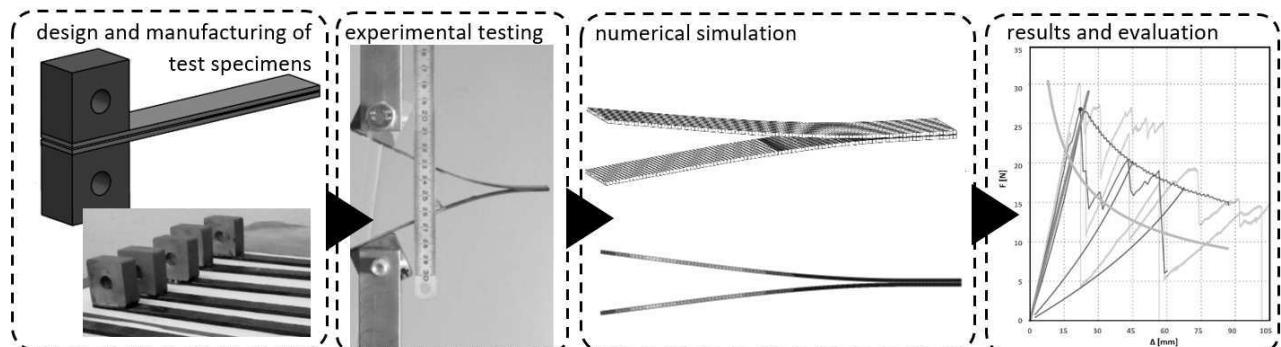 design and manufacturing of
test specimens
experimental testing
numerical simulation
results and evaluation
35
30
25
20
15
10
5
0
F [N]
0 15 30 45 60 75 90 105
Δ [mm]